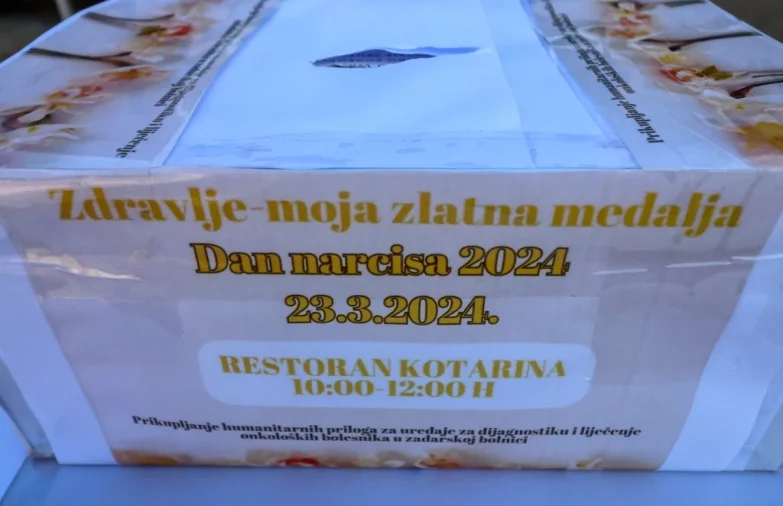 Zdravlje-moja zlatna medalja
Dan narcisa 2024
23.3.2024.
RESTORAN KOTARINA
10:00-12:00 H
Prikupljanje humanitarnih priloga za uređaje za dijagnostiku i liječenje
onkoloških bolesnika u zadarskoj bolnici